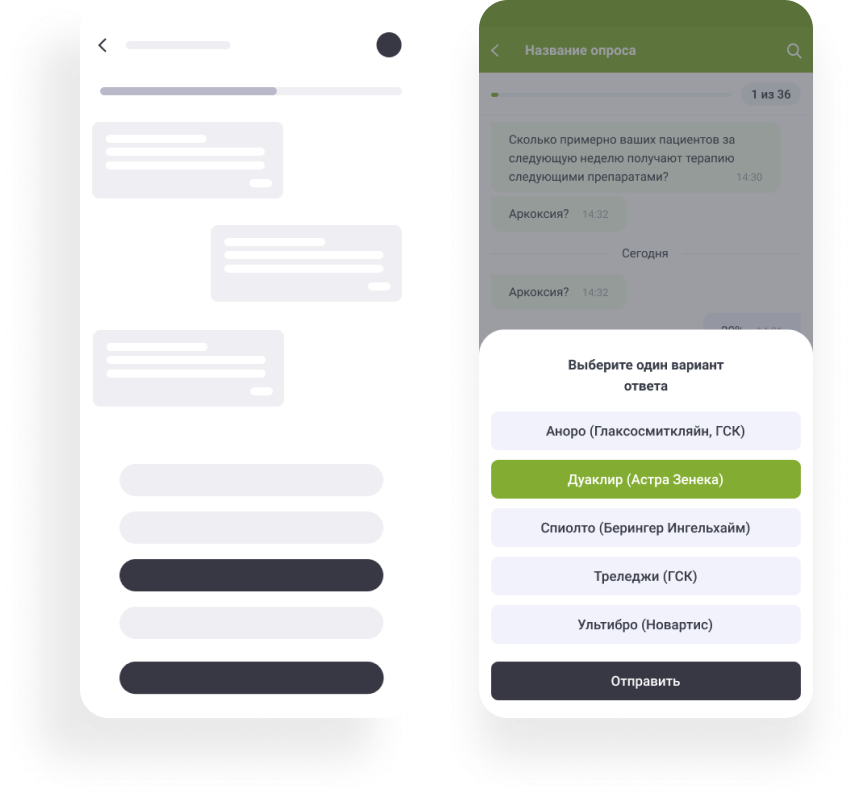 Название опроса
1 из 36
Сколько примерно ваших пациентов за
следующую неделю получают терапию
следующими препаратами? 14:30
Аркоксия? 14:32
Сегодня
Аркоксия? 14:32
Выберите один вариант
ответа
Аноро (Глаксосмиткляйн, ГСК)
Дуаклир (Астра Зенека)
Спиолто (Берингер Ингельхайм)
Треледжи (ГСК)
Ультибро (Новартис)
Отправить